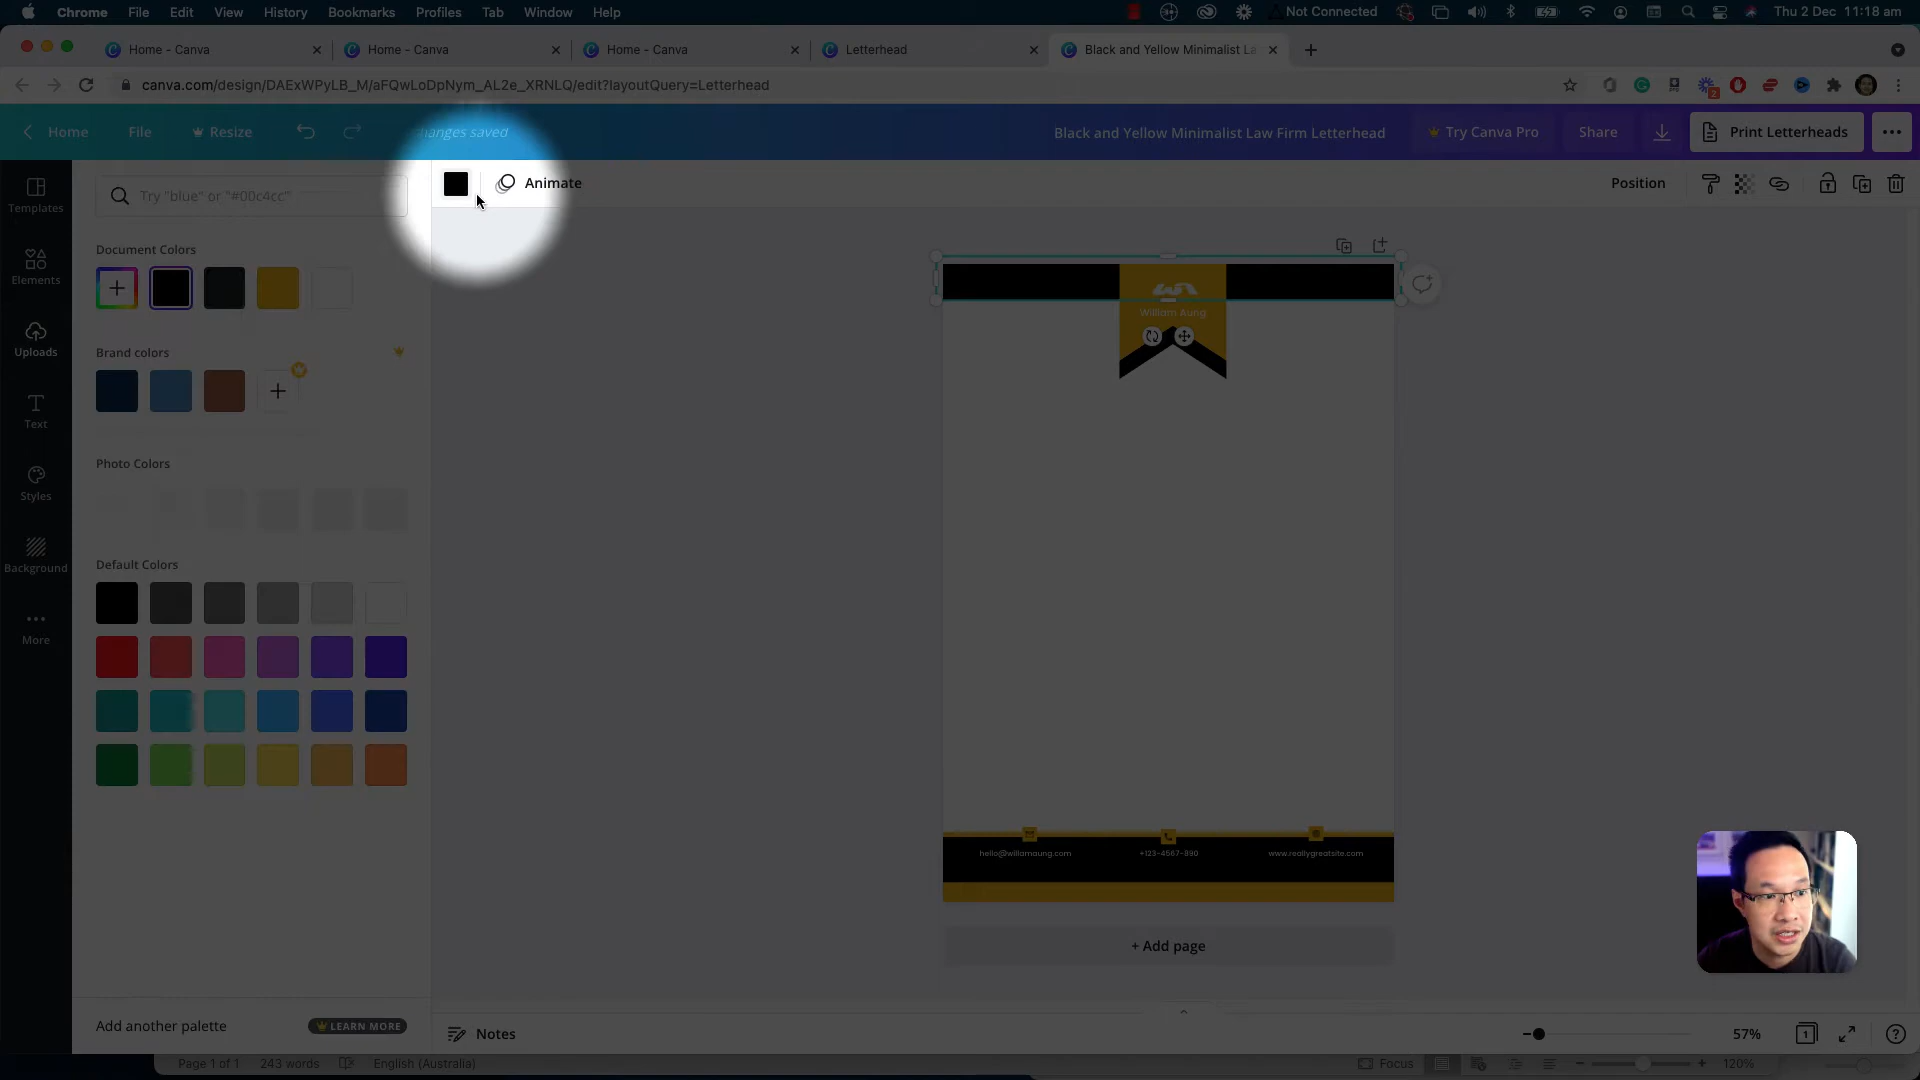 Chrome File Edit View History Bookmarks Profiles Tab Window Help Not Connected Thu 2 Dec 11:18 am
Home - Canva Home - Canva Home - Canva Letterhead Black and Yellow Minimalist La
canva.com/design/DAExWPyLB_M/aFQwLoDpNym_AL2e_XRNLQ/edit?layoutQuery=Letterhead
2
Home File Resize changes saved Black and Yellow Minimalist Law Firm Letterhead Try Canva Pro Share Print Letterheads
Animate Position
Try "blue" or "#00c4cc"
Templates
Elements
Uploads
Text
Styles
Background
More
Document Colors
Brand colors
Photo Colors
Default Colors
Add another palette LEARN MORE
William Aung
hello@willamaung.com +123-4567-890 www.reallygreatsite.com
+ Add page
Notes 57% 1
Page 1 of 1 243 words English (Australia) Focus 120%